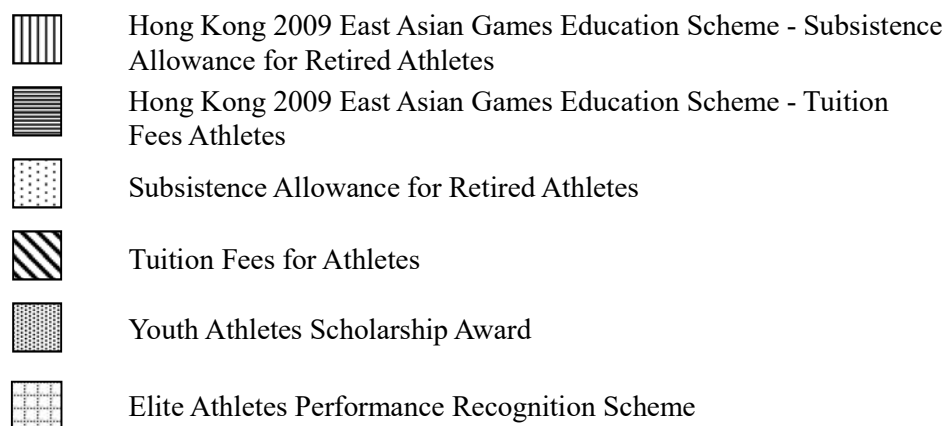 Hong Kong 2009 East Asian Games Education Scheme - Subsistence
Allowance for Retired Athletes
Hong Kong 2009 East Asian Games Education Scheme - Tuition
Fees Athletes
Subsistence Allowance for Retired Athletes
Tuition Fees for Athletes
Youth Athletes Scholarship Award
Elite Athletes Performance Recognition Scheme